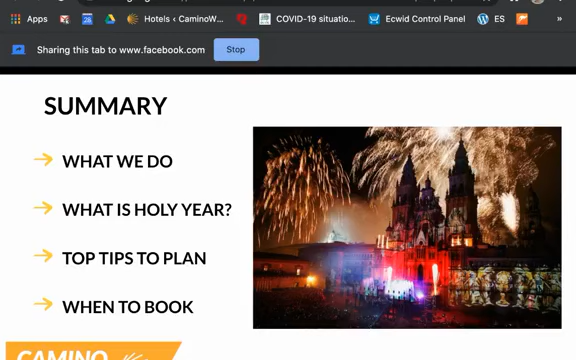 Apps
Hotels ‹ CaminoW...
COVID-19 situatio...
Ecwid Control Panel
ES
»
Sharing this tab to www.facebook.com
Stop
SUMMARY
WHAT WE DO
WHAT IS HOLY YEAR?
TOP TIPS TO PLAN
WHEN TO BOOK
CAMINO